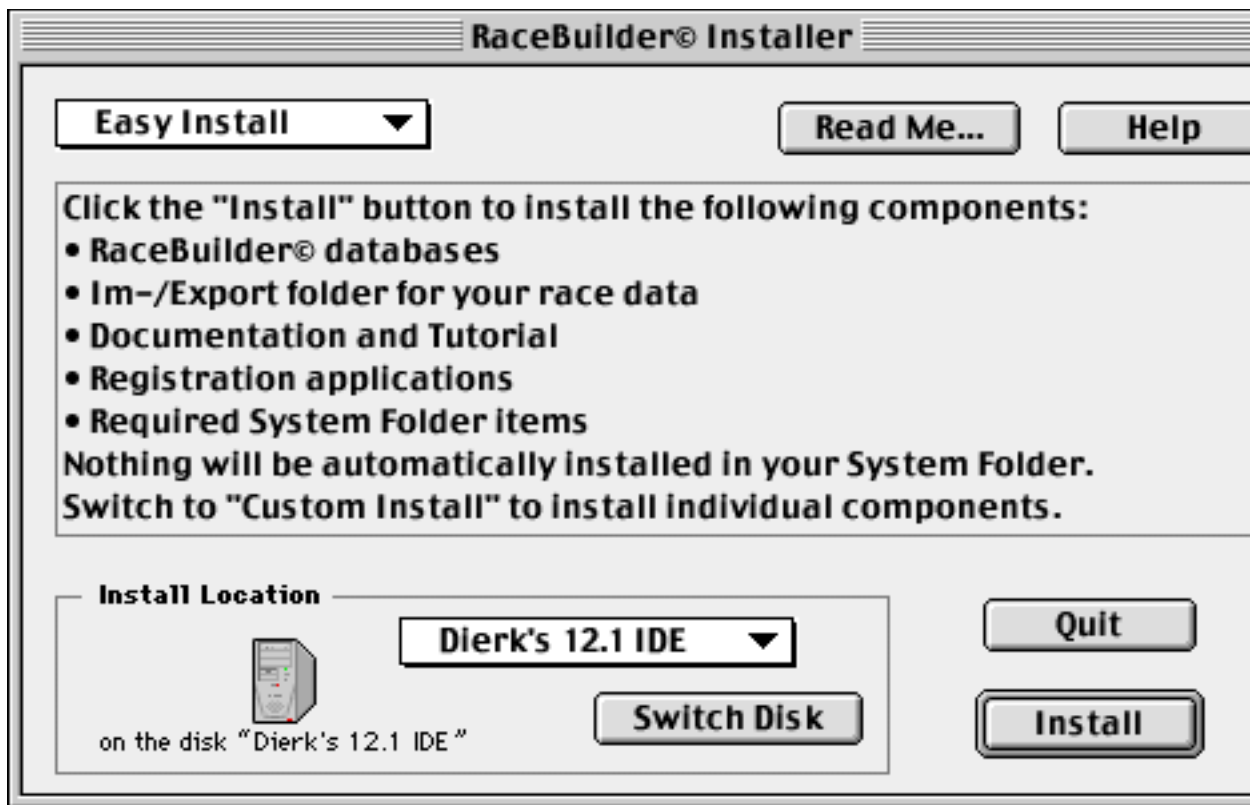 RaceBuilder© Installer
Easy Install
Read Me...
Help
Click the "Install" button to install the following components:
• RaceBuilder© databases
• Im-/Export folder for your race data
• Documentation and Tutorial
• Registration applications
• Required System Folder items
Nothing will be automatically installed in your System Folder.
Switch to "Custom Install" to install individual components.
Install Location
Dierk's 12.1 IDE
Quit
Switch Disk
Install
on the disk "Dierk's 12.1 IDE"